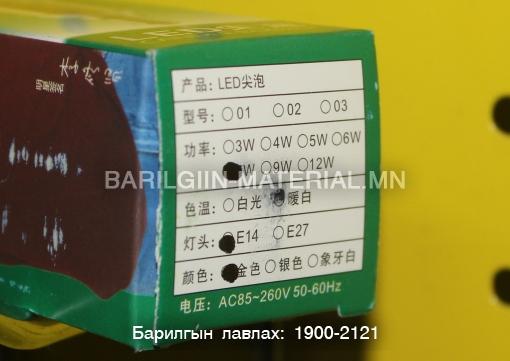 产品: LED尖泡
型号: ○01 ○02 ○03
功率: ○3W ○4W ○5W ○6W
W ○9W ○12W
BARILGIIN-MATERIAL.MN
色温: ○白光 暖白
灯头: E14 ○E27
颜色: 金色 ○银色 ○象牙白
电压: AC85~260V 50-60Hz
Барилгын лавлах: 1900-2121